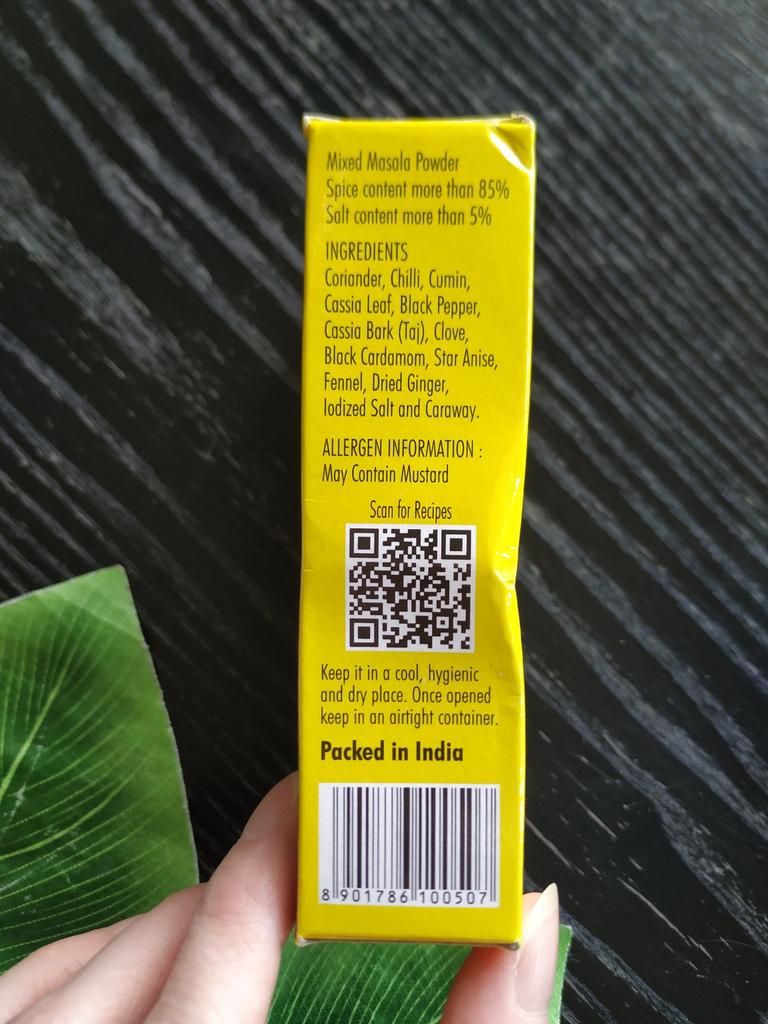 Mixed Masala Powder
Spice content more than 85%
Salt content more than 5%
INGREDIENTS
Coriander, Chilli, Cumin,
Cassia Leaf, Black Pepper,
Cassia Bark (Taj), Clove,
Black Cardamom, Star Anise,
Fennel, Dried Ginger,
Iodized Salt and Caraway.
ALLERGEN INFORMATION :
May Contain Mustard
Scan for Recipes
Keep it in a cool, hygienic
and dry place. Once opened
keep in an airtight container.
Packed in India
8 901786 100507